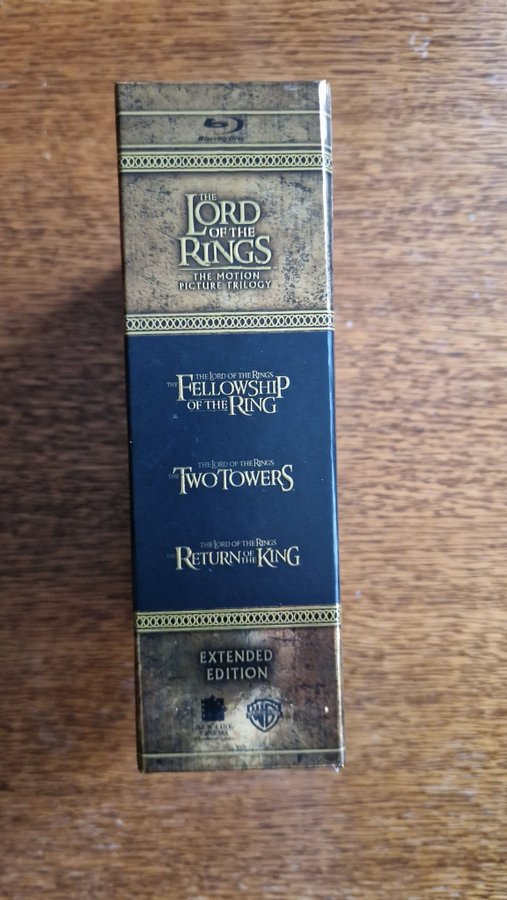 Blu-ray Disc
THE
LORD
OF THE
RINGS
THE MOTION
PICTURE TRILOGY
THE LORD OF THE RINGS
THE FELLOWSHIP
OF THE RING
THE LORD OF THE RINGS
THE TWO TOWERS
THE LORD OF THE RINGS
THE RETURN OF THE KING
EXTENDED
EDITION
NEW LINE
CINEMA